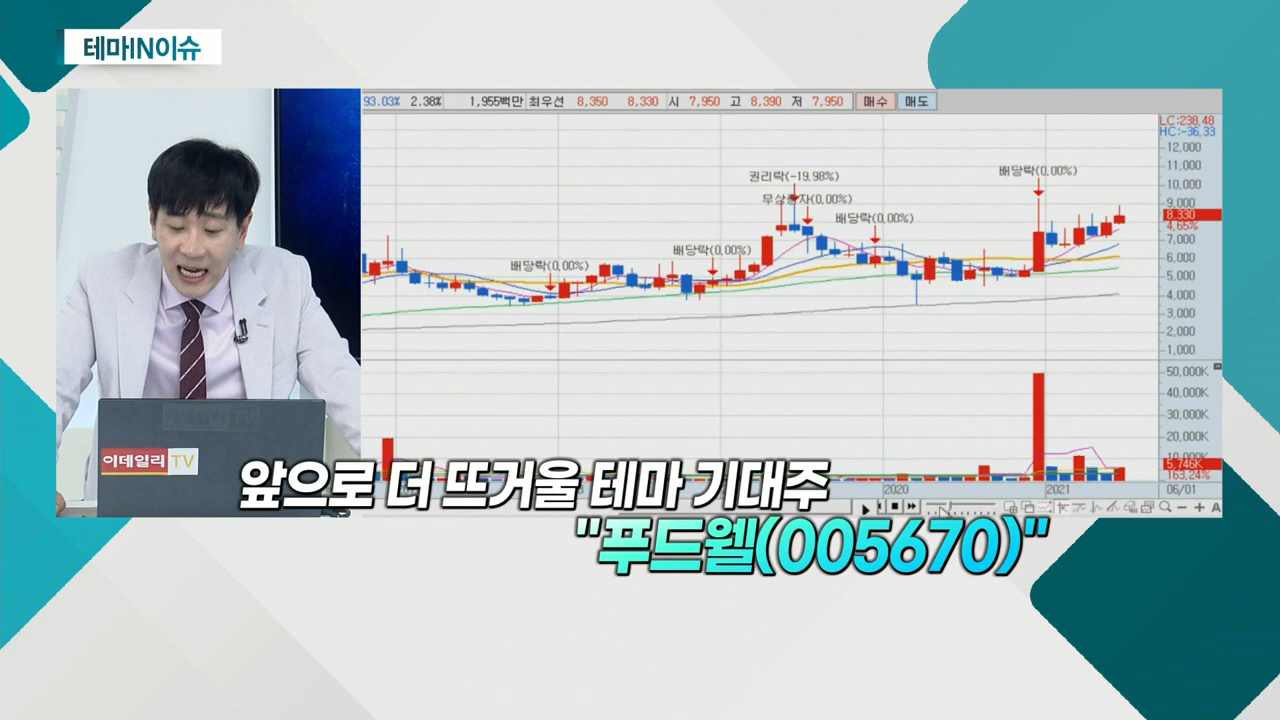 테마IN이슈
93.03% 2.38% 1,955백만 최우선 8,350 8,330 시 7,950 고 8,390 저 7,950 매수 매도
LC:238.48
HC:-36.33
12,000
11,000
10,000
9,000
8,330
4.65%
7,000
6,000
5,000
4,000
3,000
2,000
1,000
배당락(0.00%)
권리락(-19.98%)
무상증자(0.00%)
배당락(0.00%)
배당락(0.00%)
배당락(0.00%)
50,000K
40,000K
30,000K
20,000K
10,000K
5,746K
163.24%
2020
2021
06/01
이데일리 TV
앞으로 더 뜨거울 테마 기대주
"푸드웰(005670)"